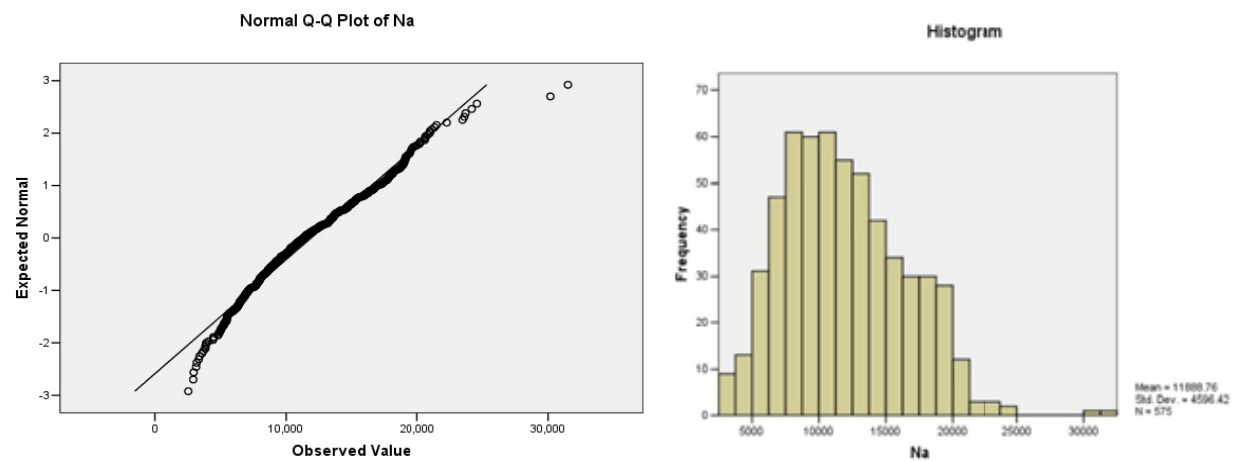 Normal Q-Q Plot of Na
3
2
1
0
-1
-2
-3
Expected Normal
0 10,000 20,000 30,000
Observed Value
Histogram
70
60
50
40
30
20
10
0
Frequency
5000 10000 15000 20000 25000 30000
Na
Mean = 11888.76
Std. Dev. = 4596.42
N = 575